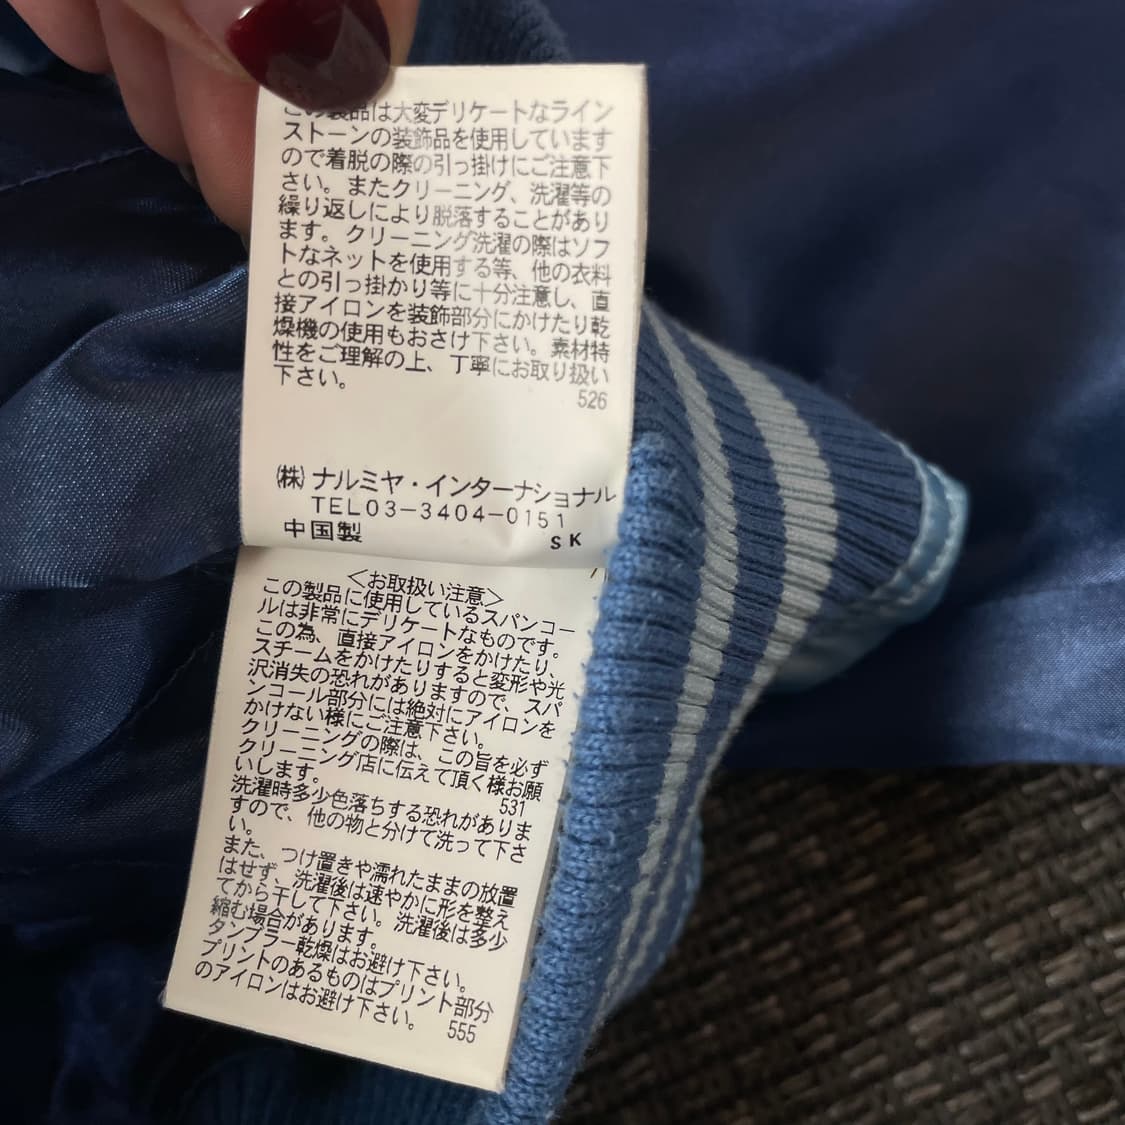 この製品は大変デリケートなライン
ストーンの装飾品を使用しています
ので着脱の際の引っ掛けにご注意下
さい。またクリーニング、洗濯等の
繰り返しにより脱落することがあり
ます。クリーニング洗濯の際はソフ
トなネットを使用する等、他の衣料
との引っ掛かり等に十分注意し、直
接アイロンを装飾部分にかけたり乾
燥機の使用もおさけ下さい。素材特
性をご理解の上、丁寧にお取り扱い
下さい。
526
㈱ ナルミヤ・インターナショナル
TEL03-3404-0151
中国製
SK
<お取扱い注意>
この製品に使用しているスパンコー
ルは非常にデリケートなものです。
この為、直接アイロンをかけたり、
スチームをかけたりすると変形や光
沢消失の恐れがありますので、スパ
ンコール部分には絶対にアイロンを
かけない様にご注意下さい。
クリーニングの際は、この旨を必ず
クリーニング店に伝えて頂く様お願
いします。
531
洗濯時多少色落ちする恐れがありま
すので、他の物と分けて洗って下さ
い。
また、つけ置きや濡れたままの放置
はせず、洗濯後は速やかに形を整え
てから干して下さい。洗濯後は多少
縮む場合があります。
タンブラー乾燥はお避け下さい。
プリントのあるものはプリント部分
のアイロンはお避け下さい。
555